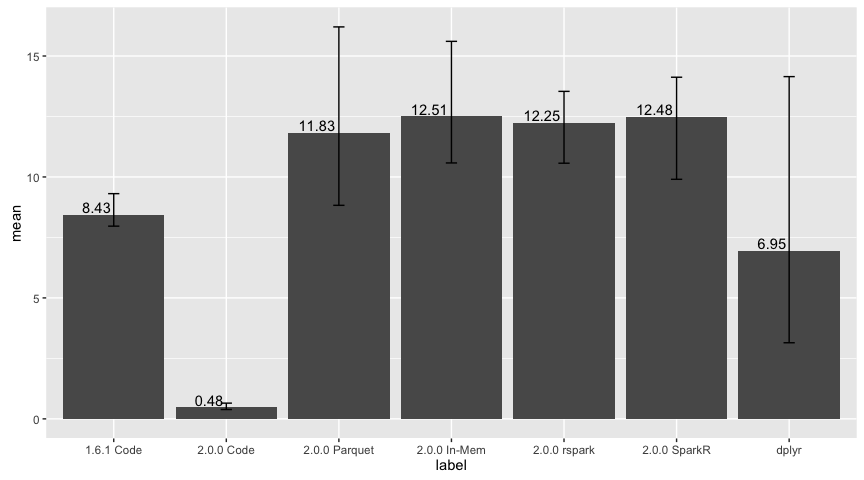 15
10
5
0
mean
8.43
0.48
11.83
12.51
12.25
12.48
6.95
1.6.1 Code
2.0.0 Code
2.0.0 Parquet
2.0.0 In-Mem
2.0.0 rspark
2.0.0 SparkR
dplyr
label